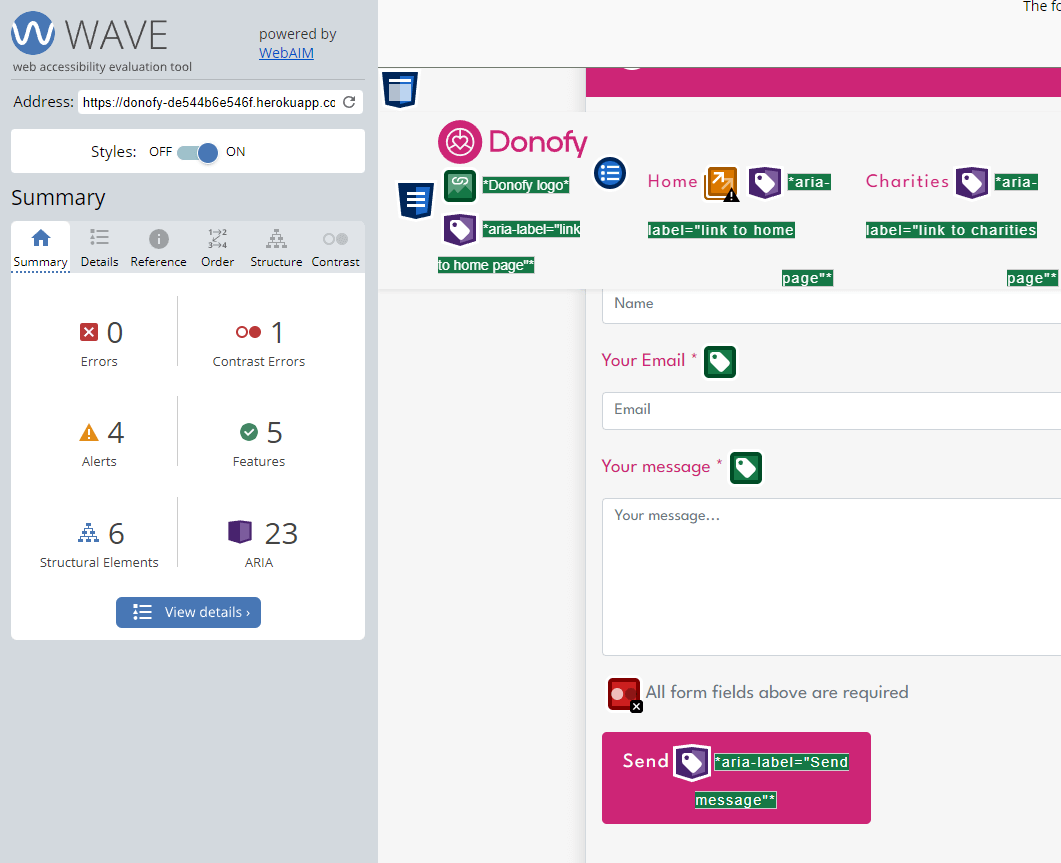 WAVE
web accessibility evaluation tool
powered by
WebAIM
Address: https://donofy-de544b6e546f.herokuapp.co
Styles: OFF ON
Summary
Summary Details Reference Order Structure Contrast
0
Errors
1
Contrast Errors
4
Alerts
5
Features
6
Structural Elements
23
ARIA
View details ›
The fo
Donofy
*Donofy logo*
*aria-label="link
to home page"*
Home *aria-
label="link to home
page"*
Charities *aria-
label="link to charities
page"*
Name
Your Email *
Email
Your message *
Your message...
All form fields above are required
Send *aria-label="Send
message"*